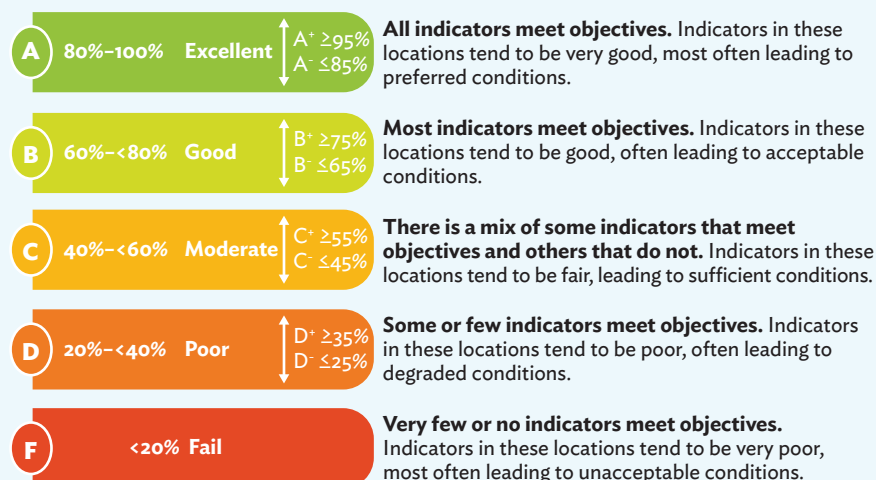 A 80%–100% Excellent A⁺ ≥95%
A⁻ ≤85%
All indicators meet objectives. Indicators in these
locations tend to be very good, most often leading to
preferred conditions.
B 60%–<80% Good B⁺ ≥75%
B⁻ ≤65%
Most indicators meet objectives. Indicators in these
locations tend to be good, often leading to acceptable
conditions.
C 40%–<60% Moderate C⁺ ≥55%
C⁻ ≤45%
There is a mix of some indicators that meet
objectives and others that do not. Indicators in these
locations tend to be fair, leading to sufficient conditions.
D 20%–<40% Poor D⁺ ≥35%
D⁻ ≤25%
Some or few indicators meet objectives. Indicators
in these locations tend to be poor, often leading to
degraded conditions.
F <20% Fail
Very few or no indicators meet objectives.
Indicators in these locations tend to be very poor,
most often leading to unacceptable conditions.